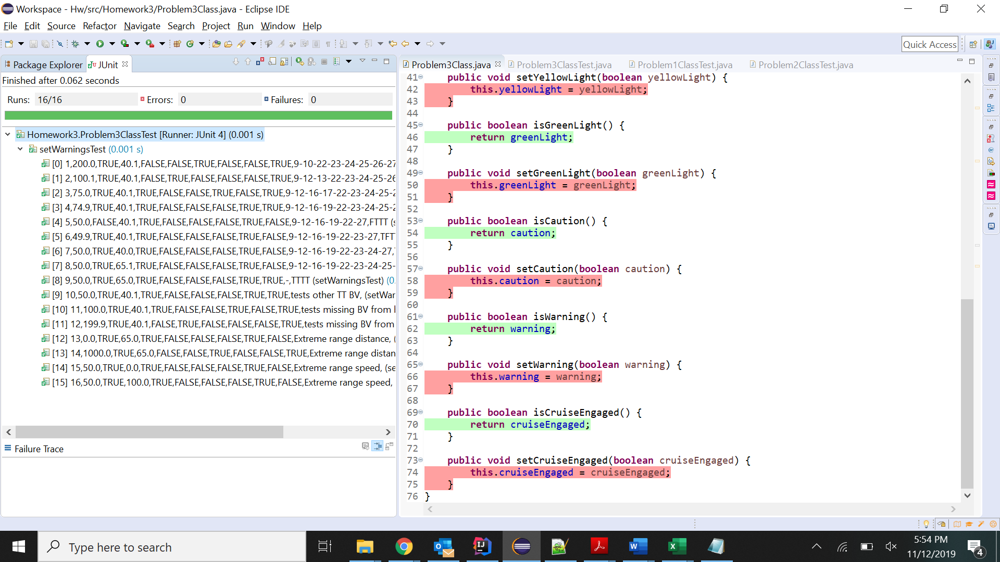 Workspace - Hw/src/Homework3/Problem3Class.java - Eclipse IDE
File Edit Source Refactor Navigate Search Project Run Window Help
Quick Access
Package Explorer JUnit
Finished after 0.062 seconds
Runs: 16/16 Errors: 0 Failures: 0
Homework3.Problem3ClassTest [Runner: JUnit 4] (0.001 s)
setWarningsTest (0.001 s)
[0] 1,200.0,TRUE,40.1,FALSE,FALSE,TRUE,FALSE,FALSE,TRUE,9-10-22-23-24-25-26-27
[1] 2,100.1,TRUE,40.1,FALSE,TRUE,FALSE,FALSE,FALSE,TRUE,9-12-13-22-23-24-25-26
[2] 3,75.0,TRUE,40.1,TRUE,FALSE,FALSE,TRUE,FALSE,TRUE,9-12-16-17-22-23-24-25-2
[3] 4,74.9,TRUE,40.1,TRUE,FALSE,FALSE,FALSE,TRUE,TRUE,9-12-16-19-22-23-24-25-2
[4] 5,50.0,FALSE,40.1,TRUE,FALSE,FALSE,FALSE,TRUE,FALSE,9-12-16-19-22-27,FTTT (s
[5] 6,49.9,TRUE,40.1,TRUE,FALSE,FALSE,FALSE,TRUE,FALSE,9-12-16-19-22-23-27,TFT
[6] 7,50.0,TRUE,40.0,TRUE,FALSE,FALSE,FALSE,TRUE,FALSE,9-12-16-19-22-23-24-27,
[7] 8,50.0,TRUE,65.1,TRUE,FALSE,FALSE,FALSE,TRUE,FALSE,9-12-16-19-22-23-24-25-
[8] 9,50.0,TRUE,65.0,TRUE,FALSE,FALSE,FALSE,TRUE,TRUE,-,TTTT (setWarningsTest) (0.
[9] 10,50.0,TRUE,40.1,TRUE,FALSE,FALSE,FALSE,TRUE,TRUE,tests other TT BV, (setWar
[10] 11,100.0,TRUE,40.1,TRUE,FALSE,FALSE,TRUE,FALSE,TRUE,tests missing BV from
[11] 12,199.9,TRUE,40.1,FALSE,TRUE,FALSE,FALSE,FALSE,TRUE,tests missing BV from
[12] 13,0.0,TRUE,65.0,TRUE,FALSE,FALSE,FALSE,TRUE,FALSE,Extreme range distance, (
[13] 14,1000.0,TRUE,65.0,FALSE,FALSE,TRUE,FALSE,FALSE,TRUE,Extreme range distan
[14] 15,50.0,TRUE,0.0,TRUE,FALSE,FALSE,FALSE,TRUE,FALSE,Extreme range speed, (se
[15] 16,50.0,TRUE,100.0,TRUE,FALSE,FALSE,FALSE,TRUE,FALSE,Extreme range speed,
Failure Trace
Problem3Class.java Problem3ClassTest.java Problem1ClassTest.java Problem2ClassTest.java
41 public void setYellowLight(boolean yellowLight) {
42 this.yellowLight = yellowLight;
43 }
44
45 public boolean isGreenLight() {
46 return greenLight;
47 }
48
49 public void setGreenLight(boolean greenLight) {
50 this.greenLight = greenLight;
51 }
52
53 public boolean isCaution() {
54 return caution;
55 }
56
57 public void setCaution(boolean caution) {
58 this.caution = caution;
59 }
60
61 public boolean isWarning() {
62 return warning;
63 }
64
65 public void setWarning(boolean warning) {
66 this.warning = warning;
67 }
68
69 public boolean isCruiseEngaged() {
70 return cruiseEngaged;
71 }
72
73 public void setCruiseEngaged(boolean cruiseEngaged) {
74 this.cruiseEngaged = cruiseEngaged;
75 }
76 }
Type here to search
5:54 PM
11/12/2019
4